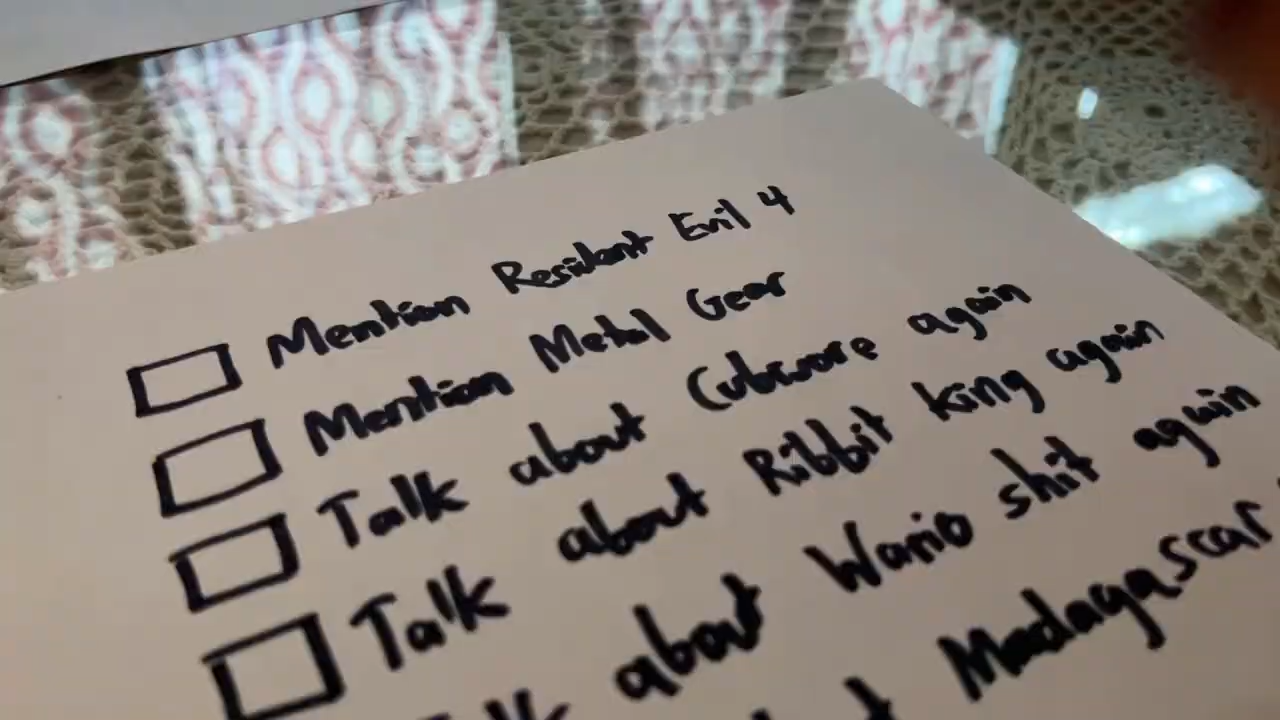 Mention Resident Evil 4
Mention Metal Gear
Talk about Cubivore again
Talk about Ribbit King again
about Wario shit again
Madagascar